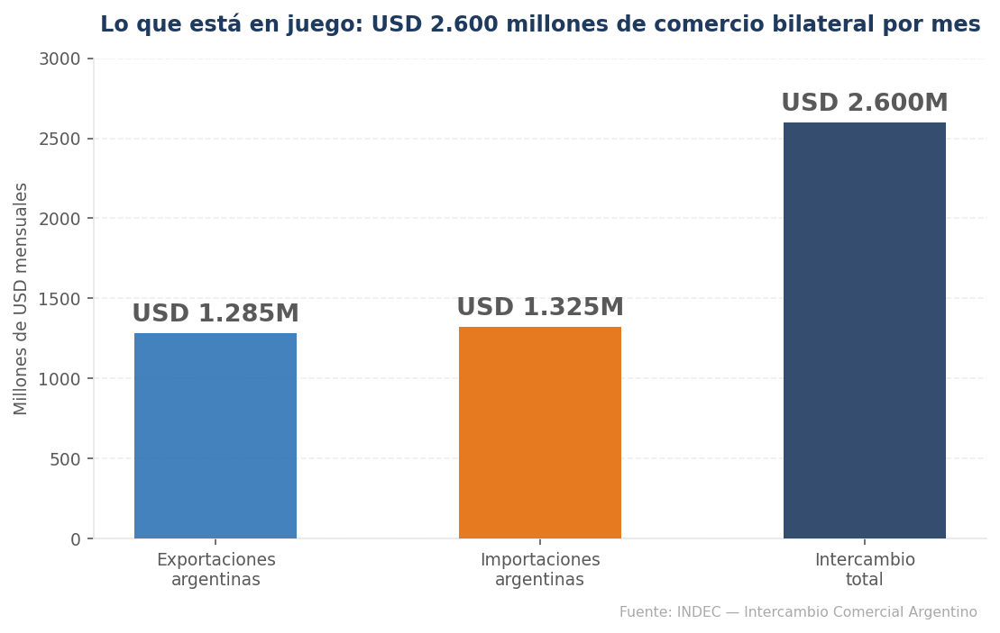 Lo que está en juego: USD 2.600 millones de comercio bilateral por mes
Millones de USD mensuales
3000
2500
2000
1500
1000
500
0
USD 1.285M
USD 1.325M
USD 2.600M
Exportaciones
argentinas
Importaciones
argentinas
Intercambio
total
Fuente: INDEC — Intercambio Comercial Argentino